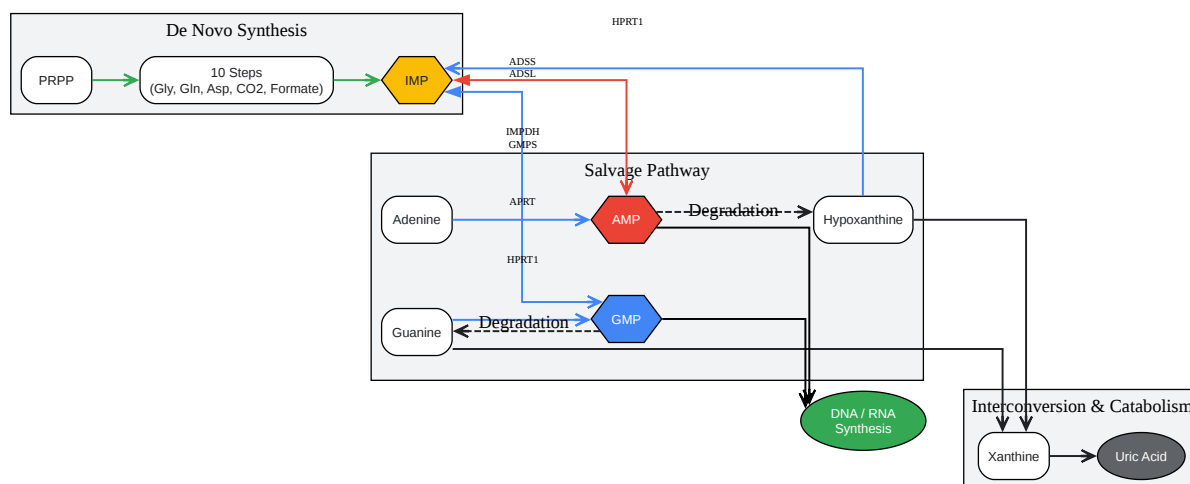 HPRT1
De Novo Synthesis
PRPP
10 Steps
(Gly, Gln, Asp, CO2, Formate)
IMP
ADSS
ADSL
IMPDH
GMPS
Salvage Pathway
Adenine
APRT
AMP
Degradation
Hypoxanthine
HPRT1
Guanine
Degradation
GMP
DNA / RNA
Synthesis
Interconversion & Catabolism
Xanthine
Uric Acid